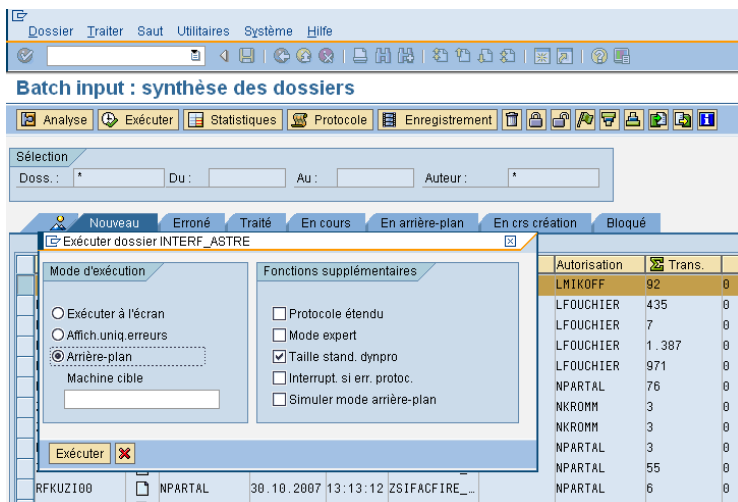 Dossier Traiter Saut Utilitaires Système Hilfe
Batch input : synthèse des dossiers
Analyse Exécuter Statistiques Protocole Enregistrement
Sélection
Doss. : * Du : Au : Auteur : *
Nouveau Erroné Traité En cours En arrière-plan En crs création Bloqué
Exécuter dossier INTERF_ASTRE
Mode d'exécution
Exécuter à l'écran
Affich.uniq.erreurs
Arrière-plan
Machine cible
Fonctions supplémentaires
Protocole étendu
Mode expert
Taille stand. dynpro
Interrupt. si err. protoc.
Simuler mode arrière-plan
Exécuter
Autorisation Trans.
LMIKOFF 92 0
LFOUCHIER 435 0
LFOUCHIER 7 0
LFOUCHIER 1.387 0
LFOUCHIER 971 0
NPARTAL 76 0
NKROMM 3 0
NKROMM 3 0
NPARTAL 3 0
NPARTAL 55 0
RFKUZI00 NPARTAL 30.10.2007 13:13:12 ZSIFACFIRE_… NPARTAL 6 0